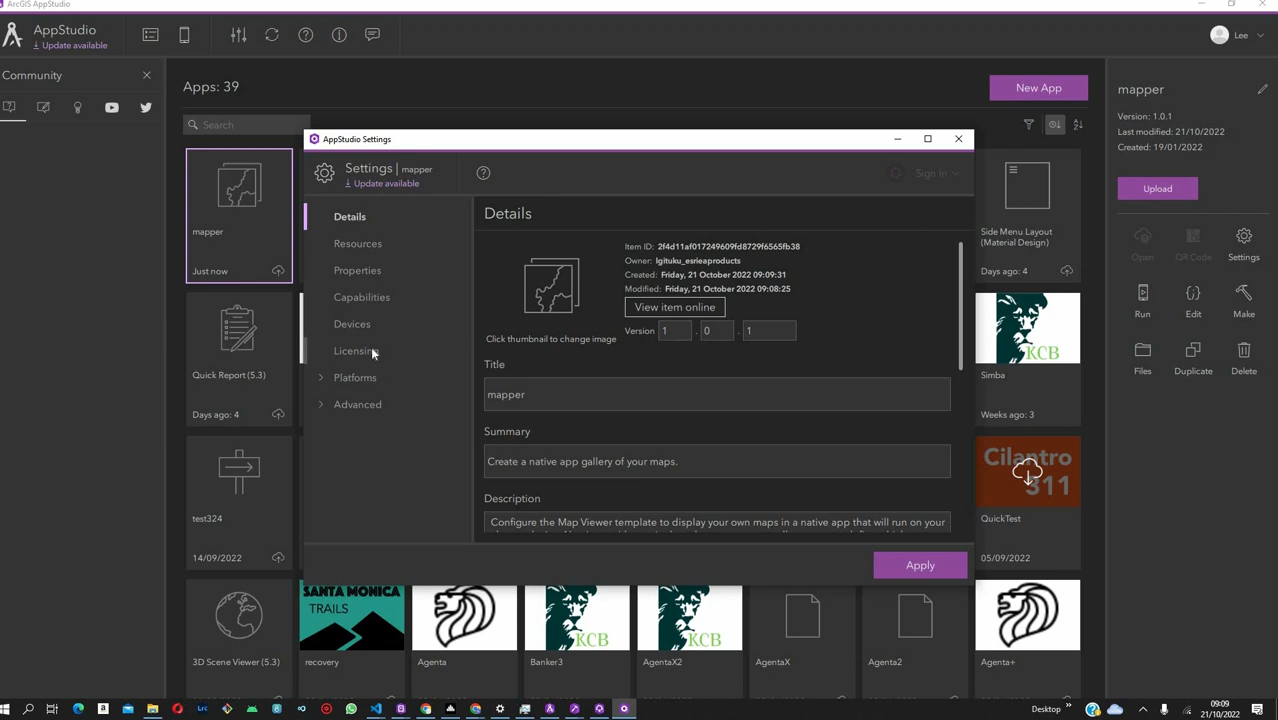 ArcGIS AppStudio
AppStudio
Update available
Lee
Community
Apps: 39
New App
Search
mapper
Just now
Quick Report (5.3)
Days ago: 4
test324
14/09/2022
3D Scene Viewer (5.3)
SANTA MONICA
TRAILS
recovery
Agenta
KCB
Banker3
KCB
AgentaX2
AgentaX
Agenta2
Agenta+
Side Menu Layout
(Material Design)
Days ago: 4
KCB
Simba
Weeks ago: 3
Cilantro
311
QuickTest
05/09/2022
AppStudio Settings
Settings | mapper
Update available
Sign In
Details
Resources
Properties
Capabilities
Devices
Licensing
Platforms
Advanced
Details
Click thumbnail to change image
Item ID: 2f4d11af017249609fd8729f6565fb38
Owner: lgituku_esrieaproducts
Created: Friday, 21 October 2022 09:09:31
Modified: Friday, 21 October 2022 09:08:25
View item online
Version 1 . 0 . 1
Title
mapper
Summary
Create a native app gallery of your maps.
Description
Configure the Map Viewer template to display your own maps in a native app that will run on your
Apply
mapper
Version: 1.0.1
Last modified: 21/10/2022
Created: 19/01/2022
Upload
Open
QR Code
Settings
Run
Edit
Make
Files
Duplicate
Delete
Lrc
Desktop
09:09
21/10/2022